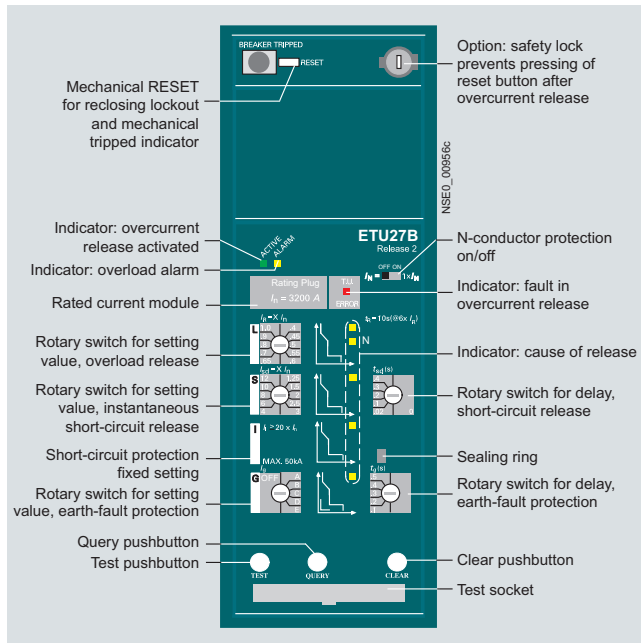 BREAKER TRIPPED
RESET
Option: safety lock
prevents pressing of
reset button after
overcurrent release
Mechanical RESET
for reclosing lockout
and mechanical
tripped indicator
NSE0_00956c
Indicator: overcurrent
release activated
Indicator: overload alarm
Rated current module
ACTIVE
ALARM
ETU27B
Release 2
OFF ON
IN = 1xIN
N-conductor protection
on/off
Rating Plug
In = 3200 A
T.U.
ERROR
Indicator: fault in
overcurrent release
Rotary switch for setting
value, overload release
L
IR = X In
tR = 10s(@6x IR)
N
Indicator: cause of release
Rotary switch for setting
value, instantaneous
short-circuit release
S
Isd = X In
tsd (s)
0
Rotary switch for delay,
short-circuit release
Short-circuit protection
fixed setting
I
Ii > 20 x In
MAX. 50kA
Sealing ring
Rotary switch for setting
value, earth-fault protection
G
Ig
OFF
A
B
C
D
E
tg (s)
Rotary switch for delay,
earth-fault protection
Query pushbutton
Test pushbutton
TEST
QUERY
CLEAR
Clear pushbutton
Test socket